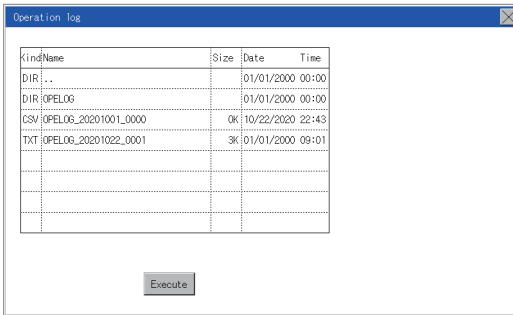 Operation log
Kind Name Size Date Time
DIR .. 01/01/2000 00:00
DIR OPELOG 01/01/2000 00:00
CSV OPELOG_20201001_0000 0K 10/22/2020 22:43
TXT OPELOG_20201022_0001 3K 01/01/2000 09:01
Execute